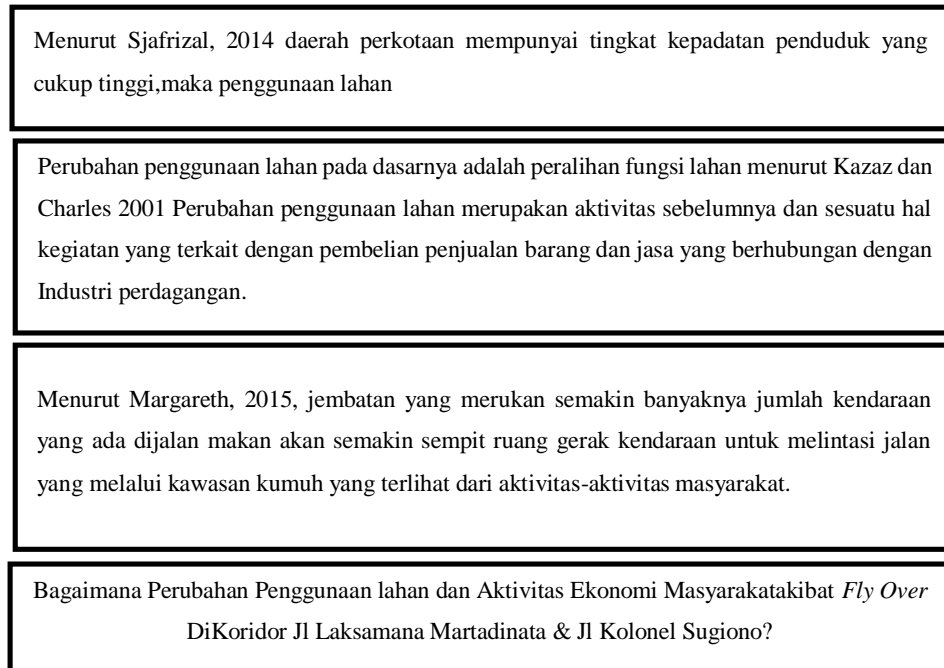 Menurut Sjafrizal, 2014 daerah perkotaan mempunyai tingkat kepadatan penduduk yang
cukup tinggi,maka penggunaan lahan
Perubahan penggunaan lahan pada dasarnya adalah peralihan fungsi lahan menurut Kazaz dan
Charles 2001 Perubahan penggunaan lahan merupakan aktivitas sebelumnya dan sesuatu hal
kegiatan yang terkait dengan pembelian penjualan barang dan jasa yang berhubungan dengan
Industri perdagangan.
Menurut Margareth, 2015, jembatan yang merukan semakin banyaknya jumlah kendaraan
yang ada dijalan makan akan semakin sempit ruang gerak kendaraan untuk melintasi jalan
yang melalui kawasan kumuh yang terlihat dari aktivitas-aktivitas masyarakat.
Bagaimana Perubahan Penggunaan lahan dan Aktivitas Ekonomi Masyarakatakibat Fly Over
DiKoridor Jl Laksamana Martadinata & Jl Kolonel Sugiono?